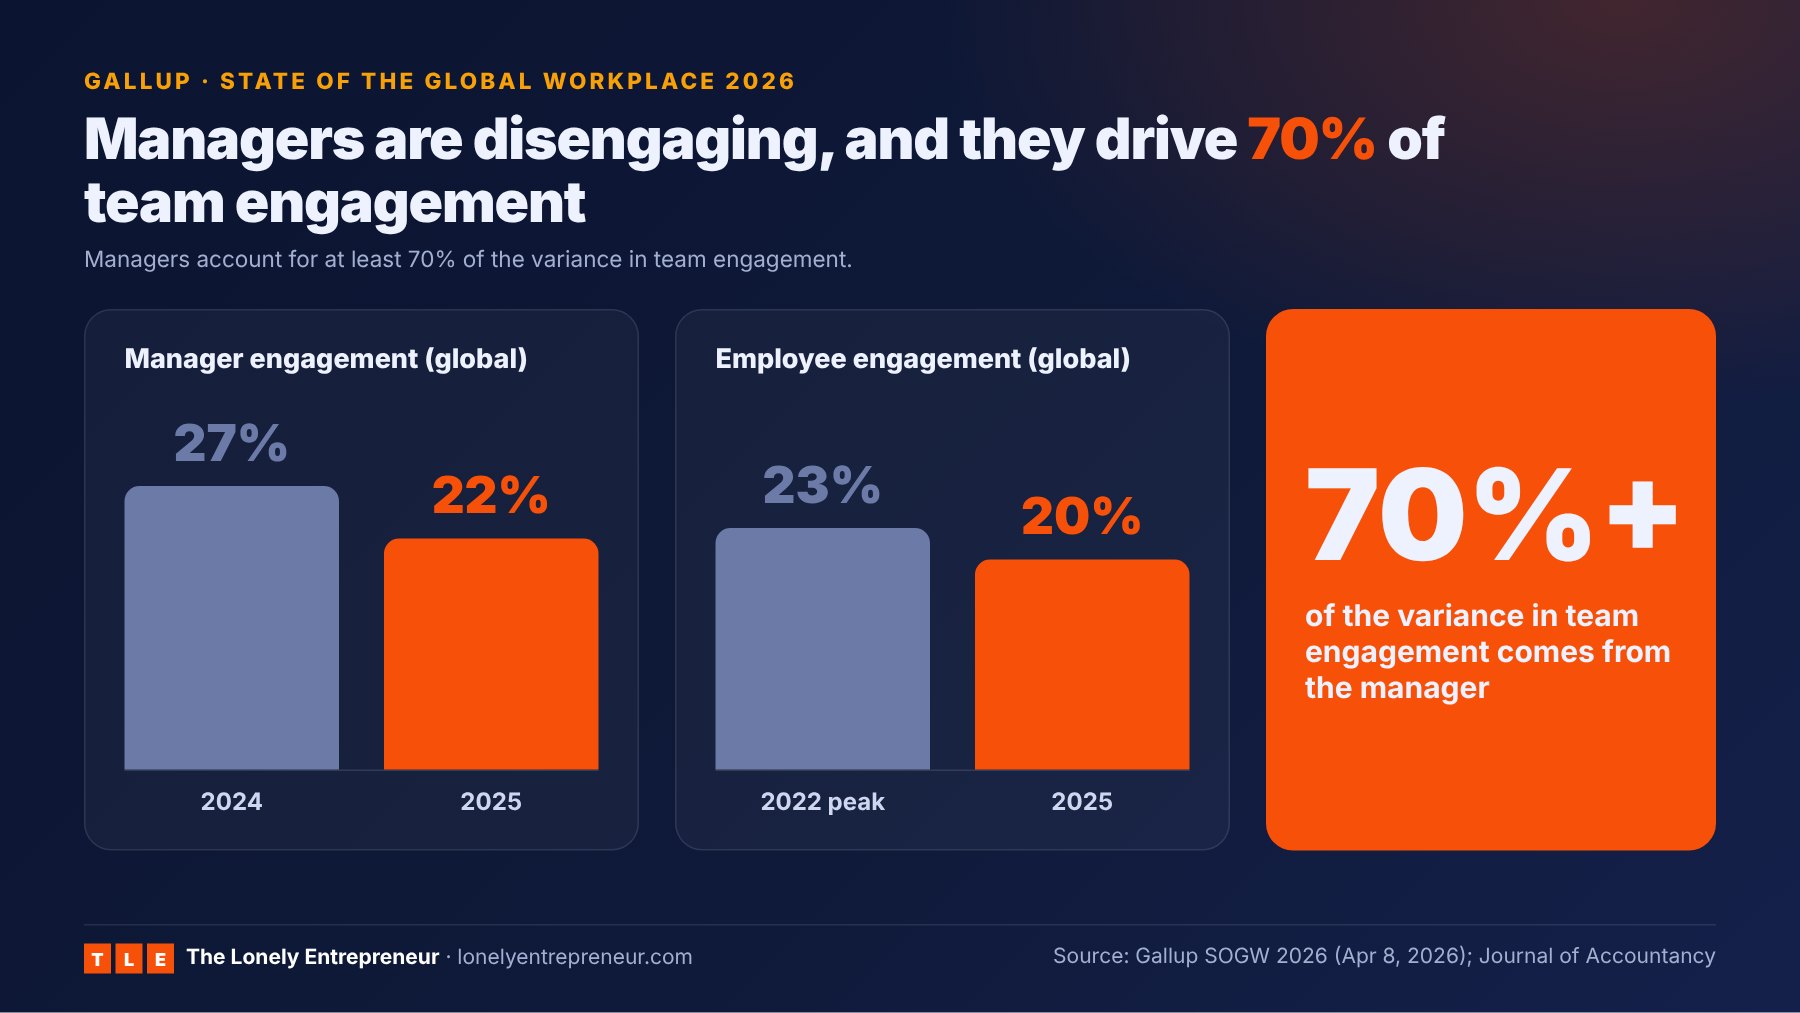 GALLUP · STATE OF THE GLOBAL WORKPLACE 2026
Managers are disengaging, and they drive 70% of
team engagement
Managers account for at least 70% of the variance in team engagement.
Manager engagement (global)
27%
22%
2024
2025
Employee engagement (global)
23%
20%
2022 peak
2025
70%+
of the variance in team
engagement comes from
the manager
T L E The Lonely Entrepreneur · lonelyentrepreneur.com
Source: Gallup SOGW 2026 (Apr 8, 2026); Journal of Accountancy